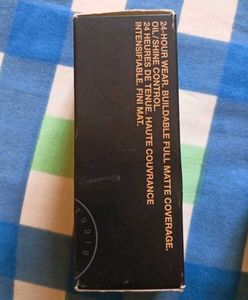 24-HOUR WEAR. BUILDABLE FULL MATTE COVERAGE.
OIL/SHINE CONTROL.
24 HEURES DE TENUE. HAUTE COUVRANCE
INTENSIFIABLE. FINI MAT.
TUDIO